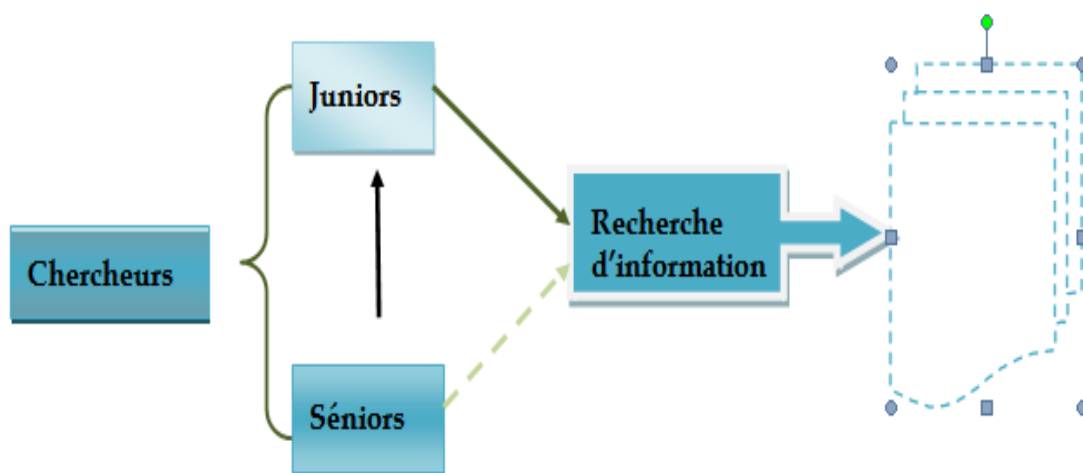 Juniors
Chercheurs
Recherche
d'information
Séniors